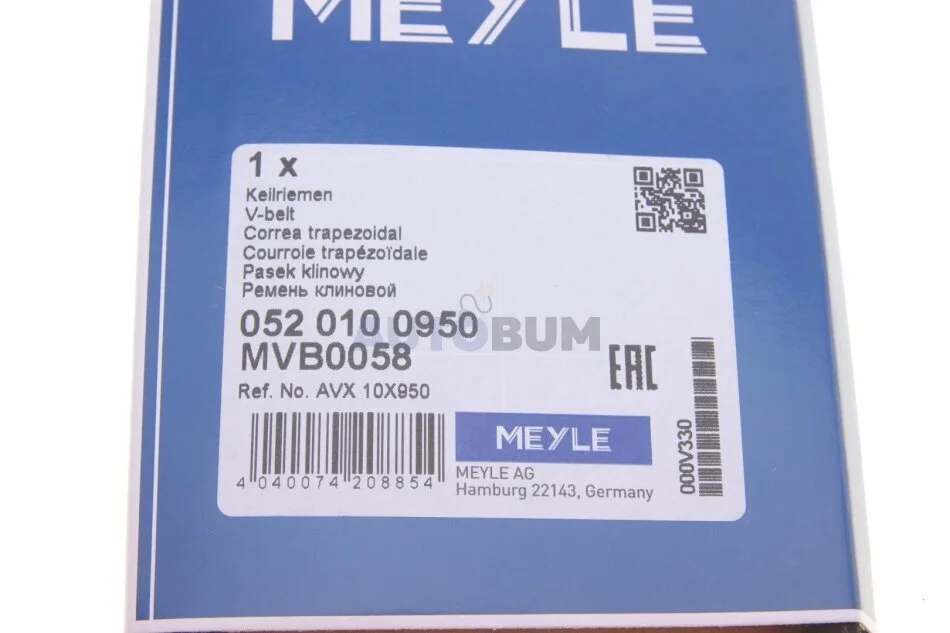 MEYLE
1 x
Keilriemen
V-belt
Correa trapezoidal
Courroie trapézoïdale
Pasek klinowy
Ремень клиновой
052 010 0950
AUTOBUM
MVB0058
EAC
Ref. No. AVX 10X950
MEYLE
4 040074 208854
MEYLE AG
Hamburg 22143, Germany
000V330